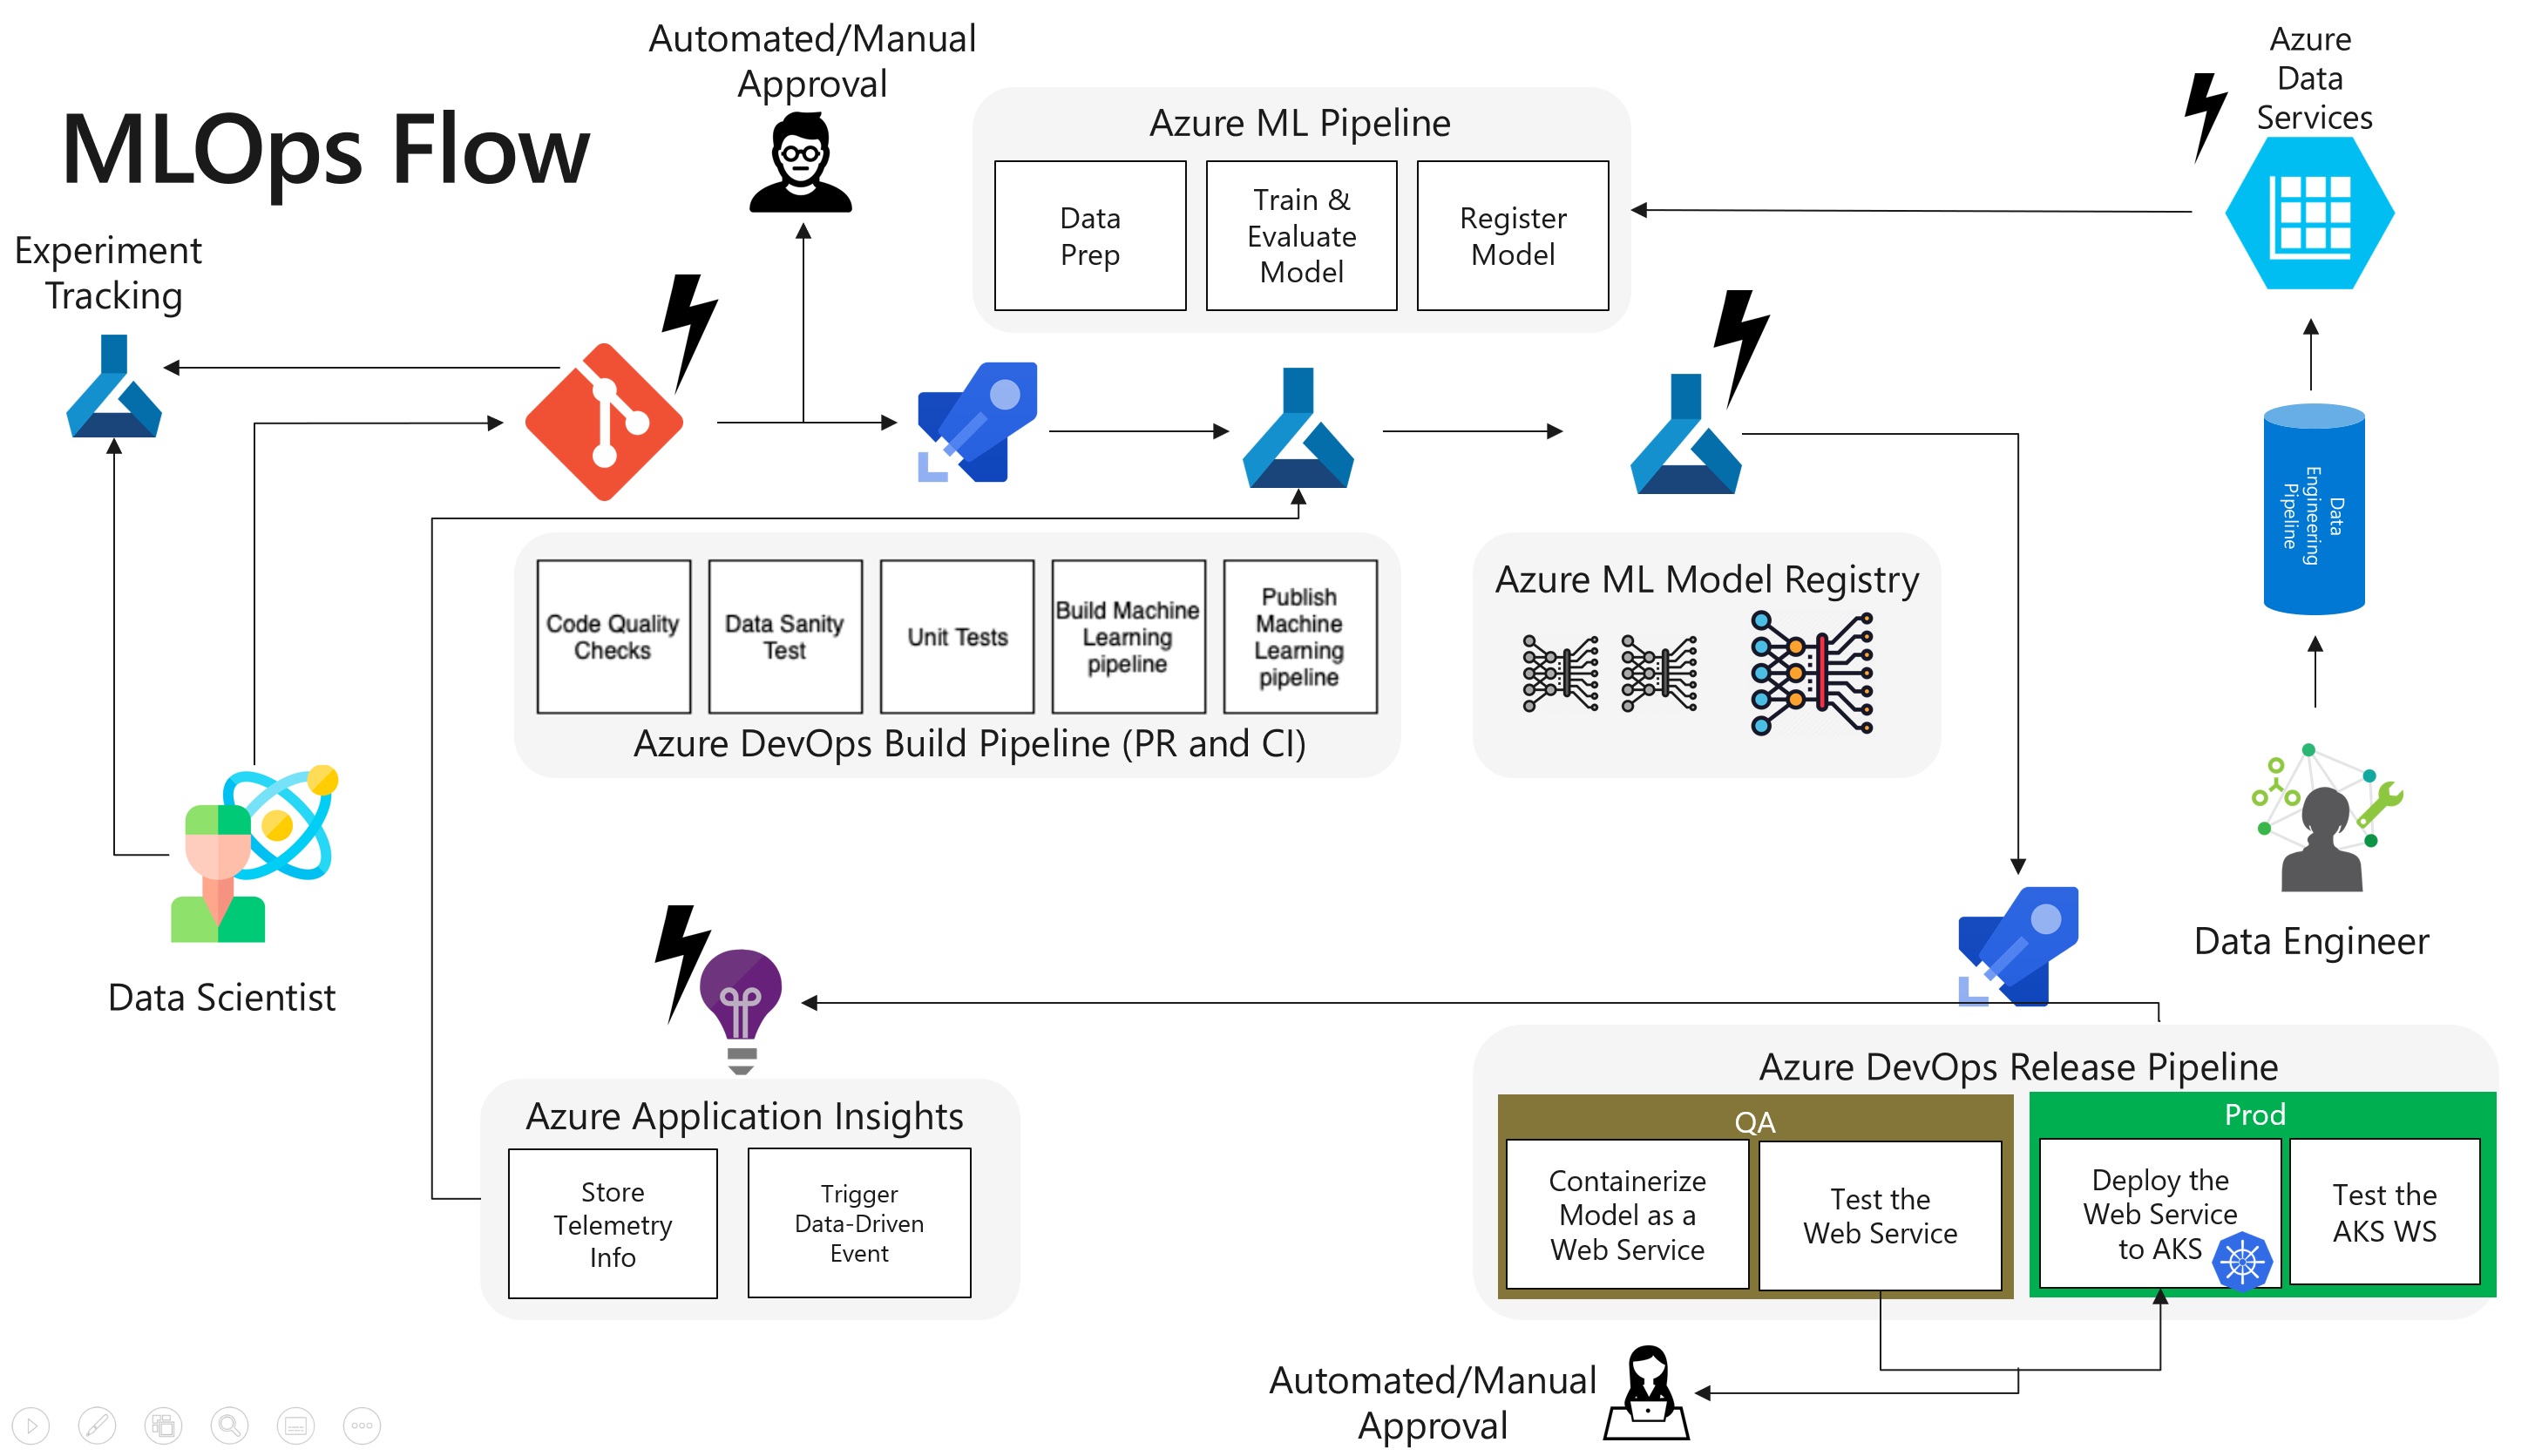 MLOps Flow
Automated/Manual
Approval
Azure ML Pipeline
Data
Prep
Train &
Evaluate
Model
Register
Model
Azure
Data
Services
Experiment
Tracking
Data
Engineering
Pipeline
Code Quality
Checks
Data Sanity
Test
Unit Tests
Build Machine
Learning
pipeline
Publish
Machine
Learning
pipeline
Azure DevOps Build Pipeline (PR and CI)
Azure ML Model Registry
Data Scientist
Data Engineer
Azure Application Insights
Store
Telemetry
Info
Trigger
Data-Driven
Event
Azure DevOps Release Pipeline
QA
Containerize
Model as a
Web Service
Test the
Web Service
Prod
Deploy the
Web Service
to AKS
Test the
AKS WS
Automated/Manual
Approval